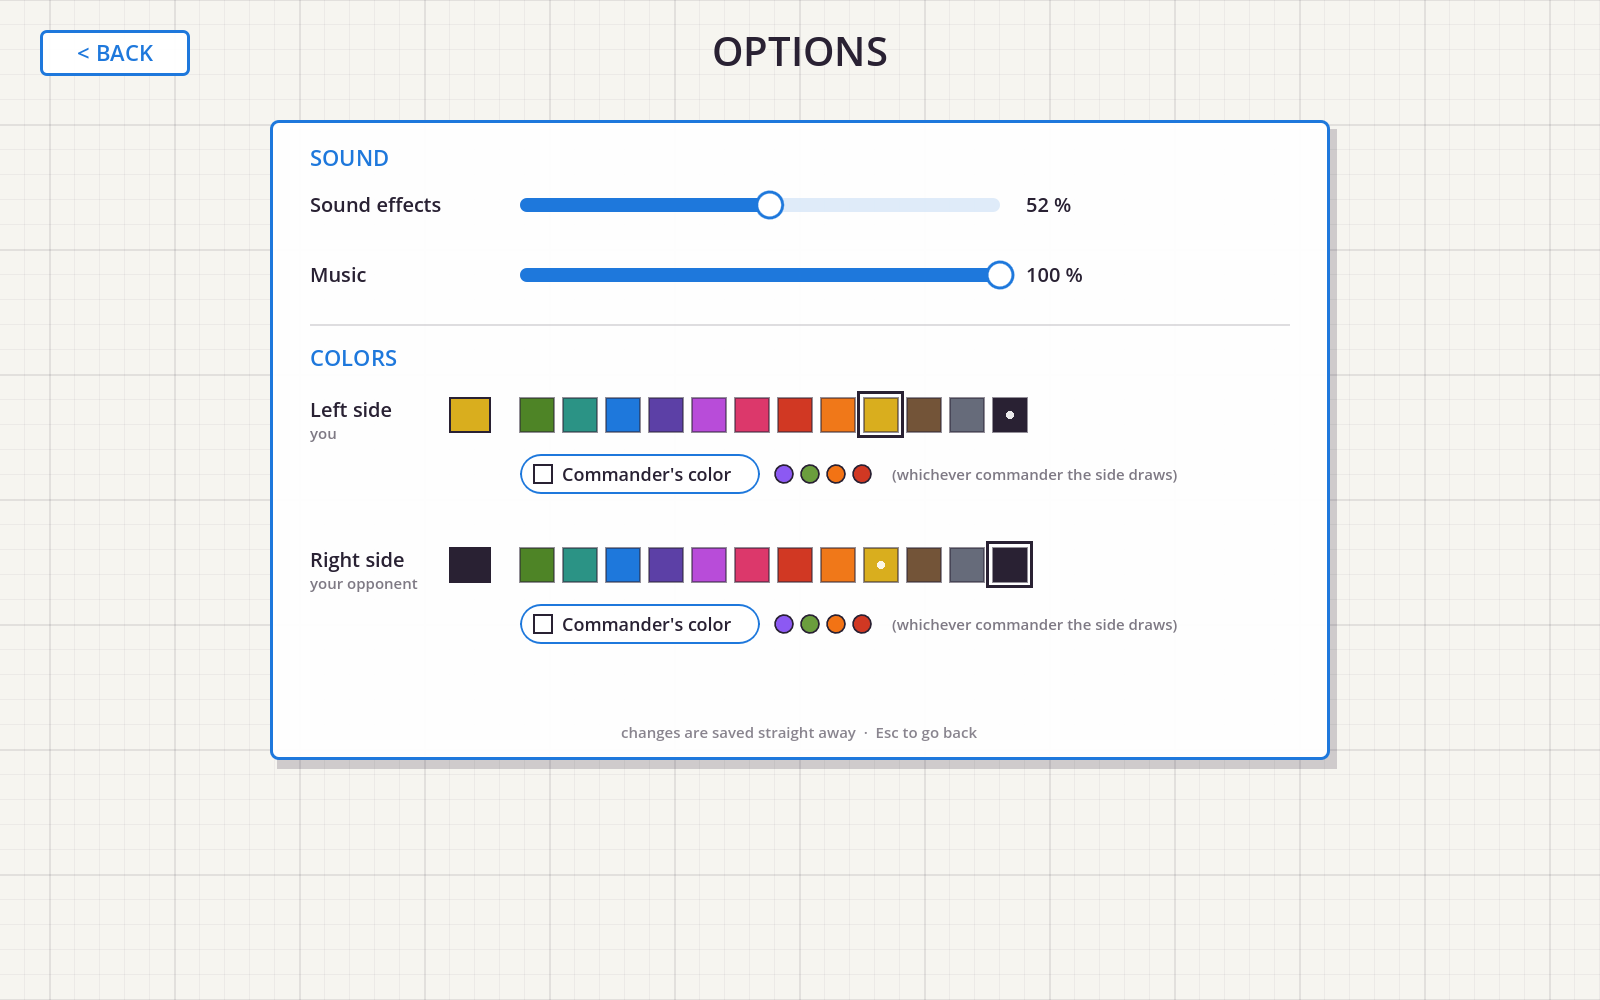 < BACK
OPTIONS
SOUND
Sound effects
52 %
Music
100 %
COLORS
Left side
you
Commander's color
(whichever commander the side draws)
Right side
your opponent
Commander's color
(whichever commander the side draws)
changes are saved straight away · Esc to go back